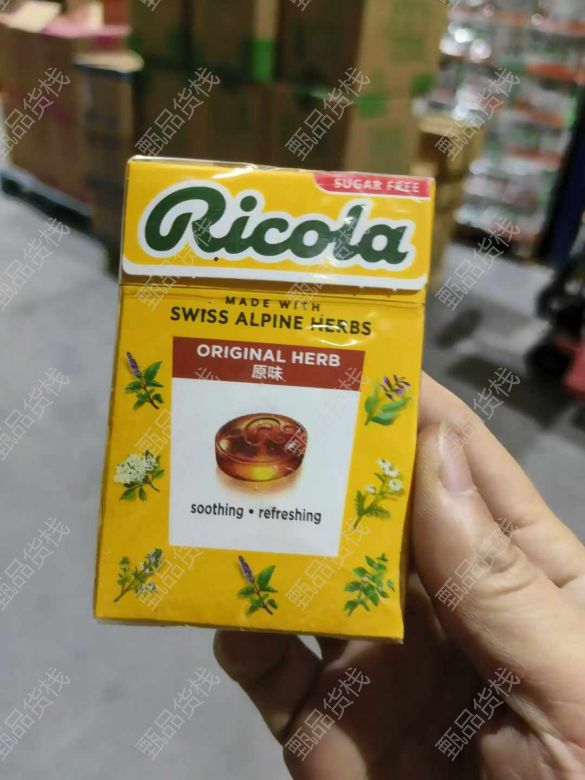 SUGAR FREE
Ricola
MADE WITH
SWISS ALPINE HERBS
ORIGINAL HERB
原味
soothing • refreshing
甄品货栈